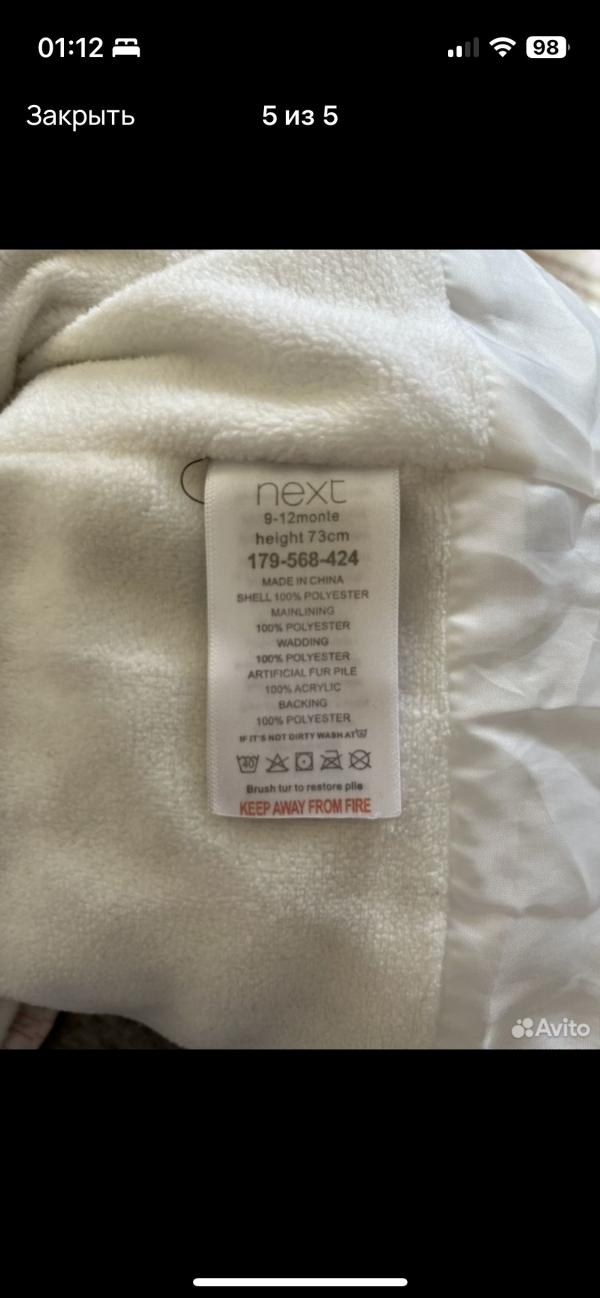 01:12
98
Закрыть
5 из 5
next
9-12monte
height 73cm
179-568-424
MADE IN CHINA
SHELL 100% POLYESTER
MAINLINING
100% POLYESTER
WADDING
100% POLYESTER
ARTIFICIAL FUR PILE
100% ACRYLIC
BACKING
100% POLYESTER
IF IT'S NOT DIRTY WASH AT
40
Brush tur to restore plle
KEEP AWAY FROM FIRE
Avito